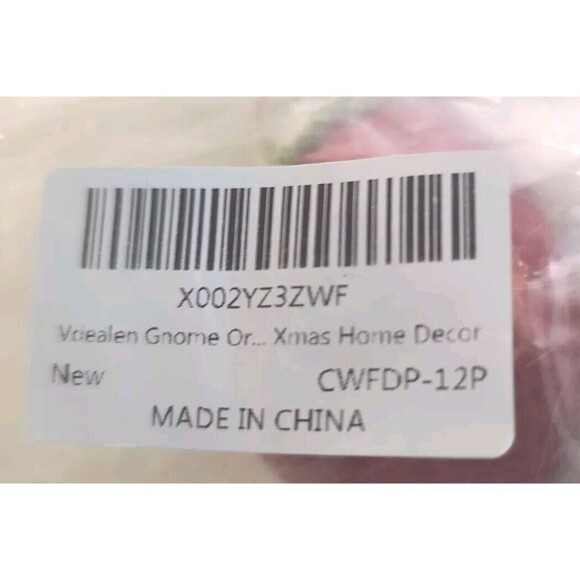 X002YZ3ZWF
Vdealen Gnome Or... Xmas Home Decor
New CWFDP-12P
MADE IN CHINA